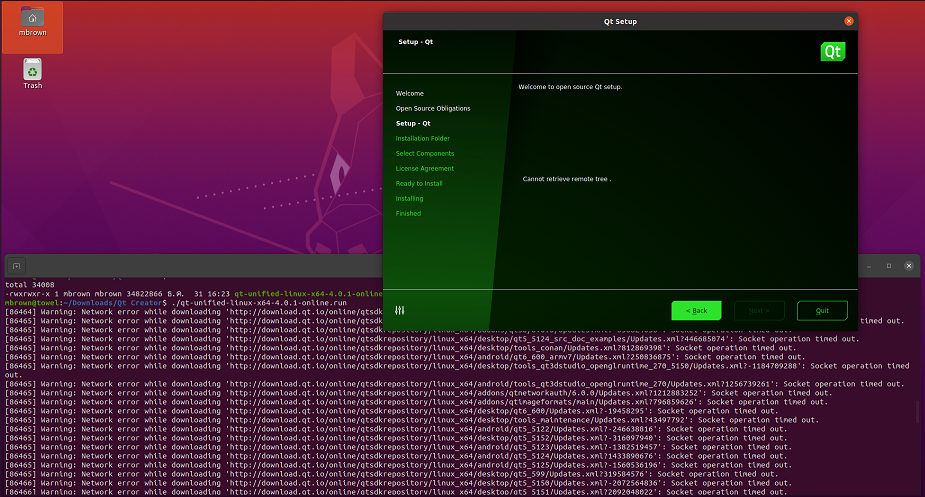 mbrown
Trash
Qt Setup
Setup - Qt
Qt
Welcome
Open Source Obligations
Setup - Qt
Installation Folder
Select Components
License Agreement
Ready to Install
Installing
Finished
Welcome to open source Qt setup.
Cannot retrieve remote tree .
< Back
Next >
Quit
total 34008
-rwxrwxr-x 1 mbrown mbrown 34822866 В.М. 31 16:23 qt-unified-linux-x64-4.0.1-online
mbrown@towel:~/Downloads/Qt Creator$ ./qt-unified-linux-x64-4.0.1-online.run
[86464] Warning: Network error while downloading 'http://download.qt.io/online/qtsdk
[86465] Warning: Network error while downloading 'http://download.qt.io/online/qtsdk me timed out.
[86465] Warning: Network error while downloading 'http://download.qt.io/online/qtsdkrepository/linux_x64/
[86465] Warning: Network error while downloading 'http://download.qt.io/online/qtsdkrepository/linux_x64/desktop/qt5_5124_src_doc_examples/Updates.xml?446605074': Socket operation timed out.
[86465] Warning: Network error while downloading 'http://download.qt.io/online/qtsdkrepository/linux_x64/desktop/tools_conan/Updates.xml?012869398': Socket operation timed out.
[86465] Warning: Network error while downloading 'http://download.qt.io/online/qtsdkrepository/linux_x64/android/qt6_600_armv7/Updates.xml?250836875': Socket operation timed out.
[86465] Warning: Network error while downloading 'http://download.qt.io/online/qtsdkrepository/linux_x64/desktop/tools_qt3dstudio_openglruntime_270_5150/Updates.xml?-1184709288': Socket operation timed
out.
[86465] Warning: Network error while downloading 'http://download.qt.io/online/qtsdkrepository/linux_x64/android/tools_qt3dstudio_openglruntime_270/Updates.xml?1256739261': Socket operation timed out.
[86465] Warning: Network error while downloading 'http://download.qt.io/online/qtsdkrepository/linux_x64/addons/qtnetworkauth/6.0.0/Updates.xml?1212883252': Socket operation timed out.
[86465] Warning: Network error while downloading 'http://download.qt.io/online/qtsdkrepository/linux_x64/addons/qtimageformats/main/Updates.xml?796859626': Socket operation timed out.
[86465] Warning: Network error while downloading 'http://download.qt.io/online/qtsdkrepository/linux_x64/desktop/qt6_600/Updates.xml?-19458295': Socket operation timed out.
[86465] Warning: Network error while downloading 'http://download.qt.io/online/qtsdkrepository/linux_x64/desktop/tools_maintenance/Updates.xml?43497792': Socket operation timed out.
[86465] Warning: Network error while downloading 'http://download.qt.io/online/qtsdkrepository/linux_x64/android/qt5_5122/Updates.xml?-246638816': Socket operation timed out.
[86465] Warning: Network error while downloading 'http://download.qt.io/online/qtsdkrepository/linux_x64/desktop/qt5_5152/Updates.xml?-316097940': Socket operation timed out.
[86465] Warning: Network error while downloading 'http://download.qt.io/online/qtsdkrepository/linux_x64/android/qt5_5123/Updates.xml?-1382519457': Socket operation timed out.
[86465] Warning: Network error while downloading 'http://download.qt.io/online/qtsdkrepository/linux_x64/android/qt5_5124/Updates.xml?1433890676': Socket operation timed out.
[86465] Warning: Network error while downloading 'http://download.qt.io/online/qtsdkrepository/linux_x64/android/qt5_5125/Updates.xml?-1560536196': Socket operation timed out.
[86465] Warning: Network error while downloading 'http://download.qt.io/online/qtsdkrepository/linux_x64/desktop/qt5_599/Updates.xml?319584576': Socket operation timed out.
[86466] Warning: Network error while downloading 'http://download.qt.io/online/qtsdkrepository/linux_x64/desktop/qt5_5150/Updates.xml?-2072564836': Socket operation timed out.
[86466] Warning: Network error while downloading 'http://download.qt.io/online/qtsdkrepository/linux_x64/desktop/qt5_5151/Updates.xml?2092048022': Socket operation timed out.